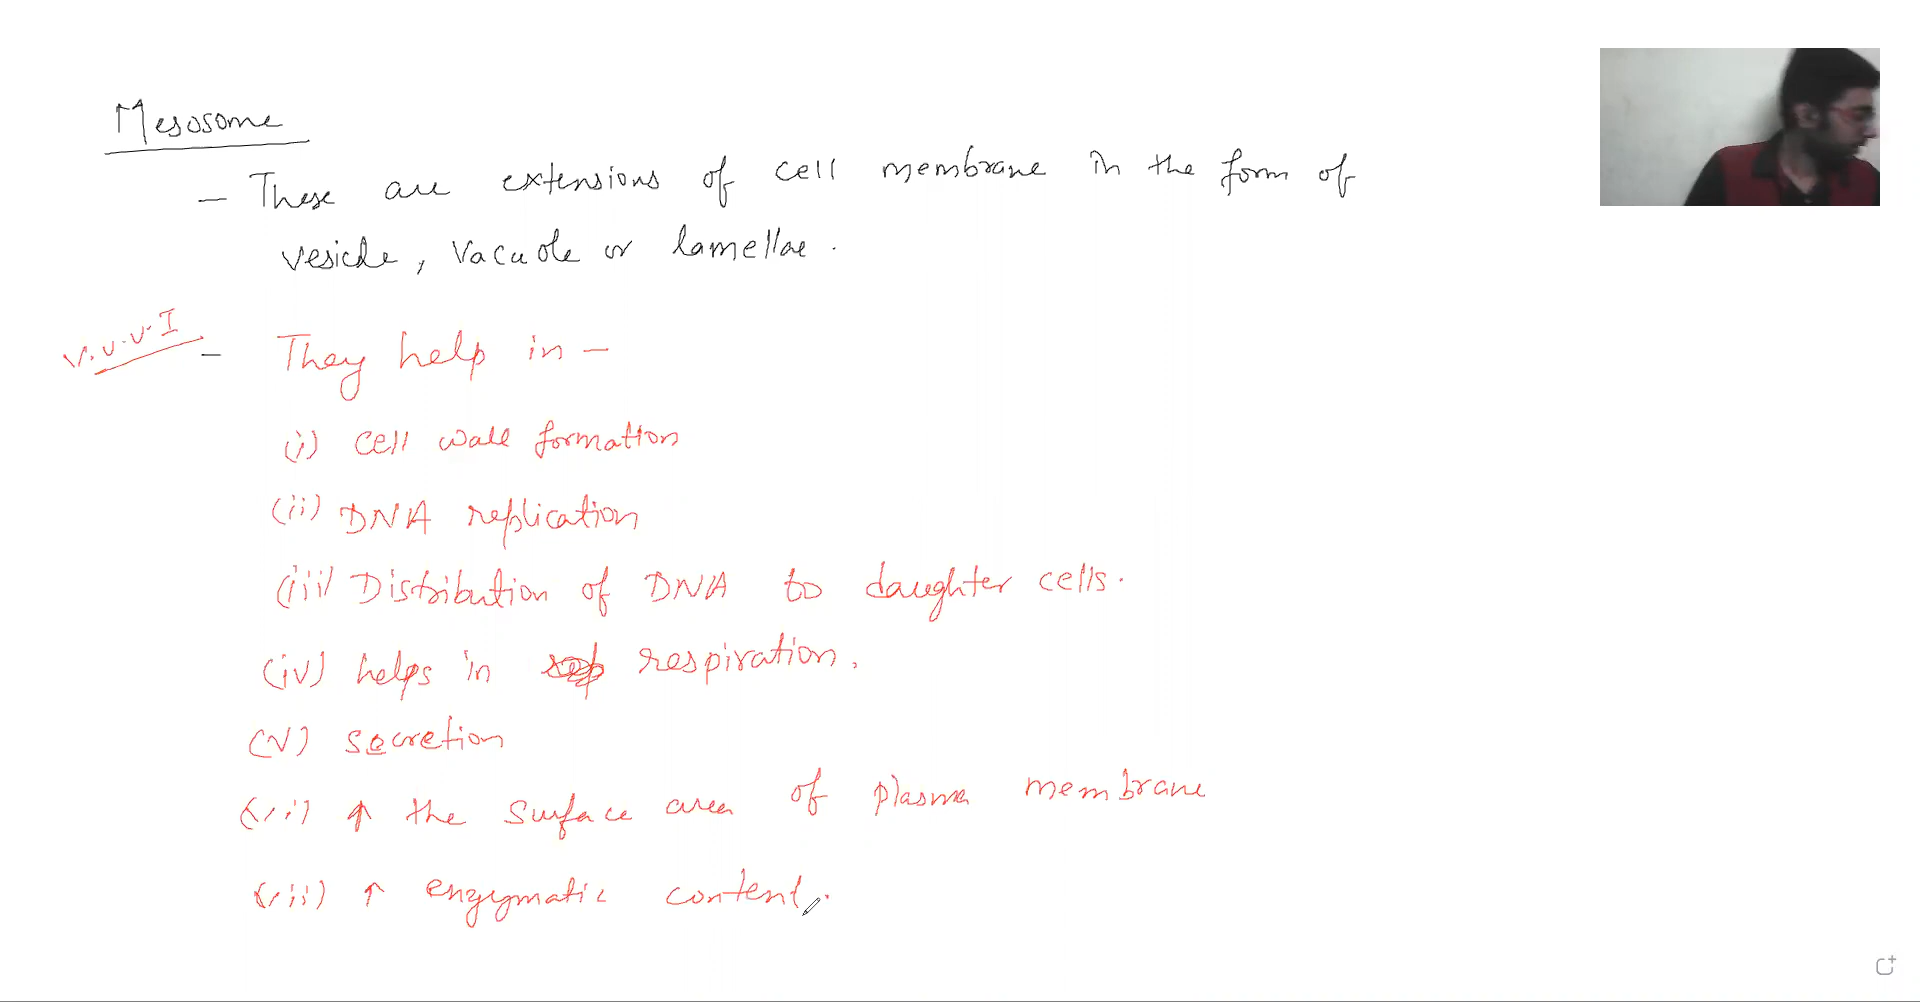 Mesosome
- These are extensions of cell membrane in the form of
vesicle, vacuole or lamellae.
V.V.V.I - They help in -
(i) cell wall formation
(ii) DNA replication
(iii) Distribution of DNA to daughter cells.
(iv) helps in respiration.
(v) secretion
(vi) ↑ the surface area of plasma membrane
(vii) ↑ enzymatic content.